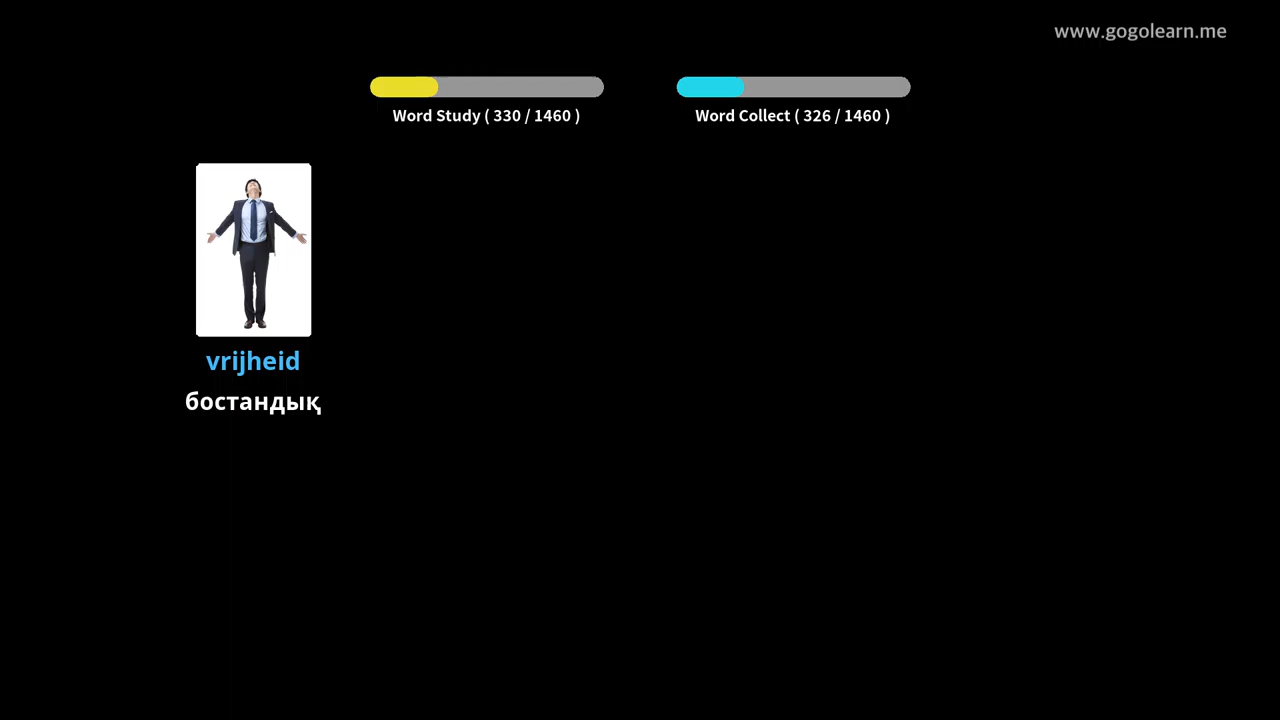 www.gogolearn.me
Word Study ( 330 / 1460 )
Word Collect ( 326 / 1460 )
vrijheid
бостандық